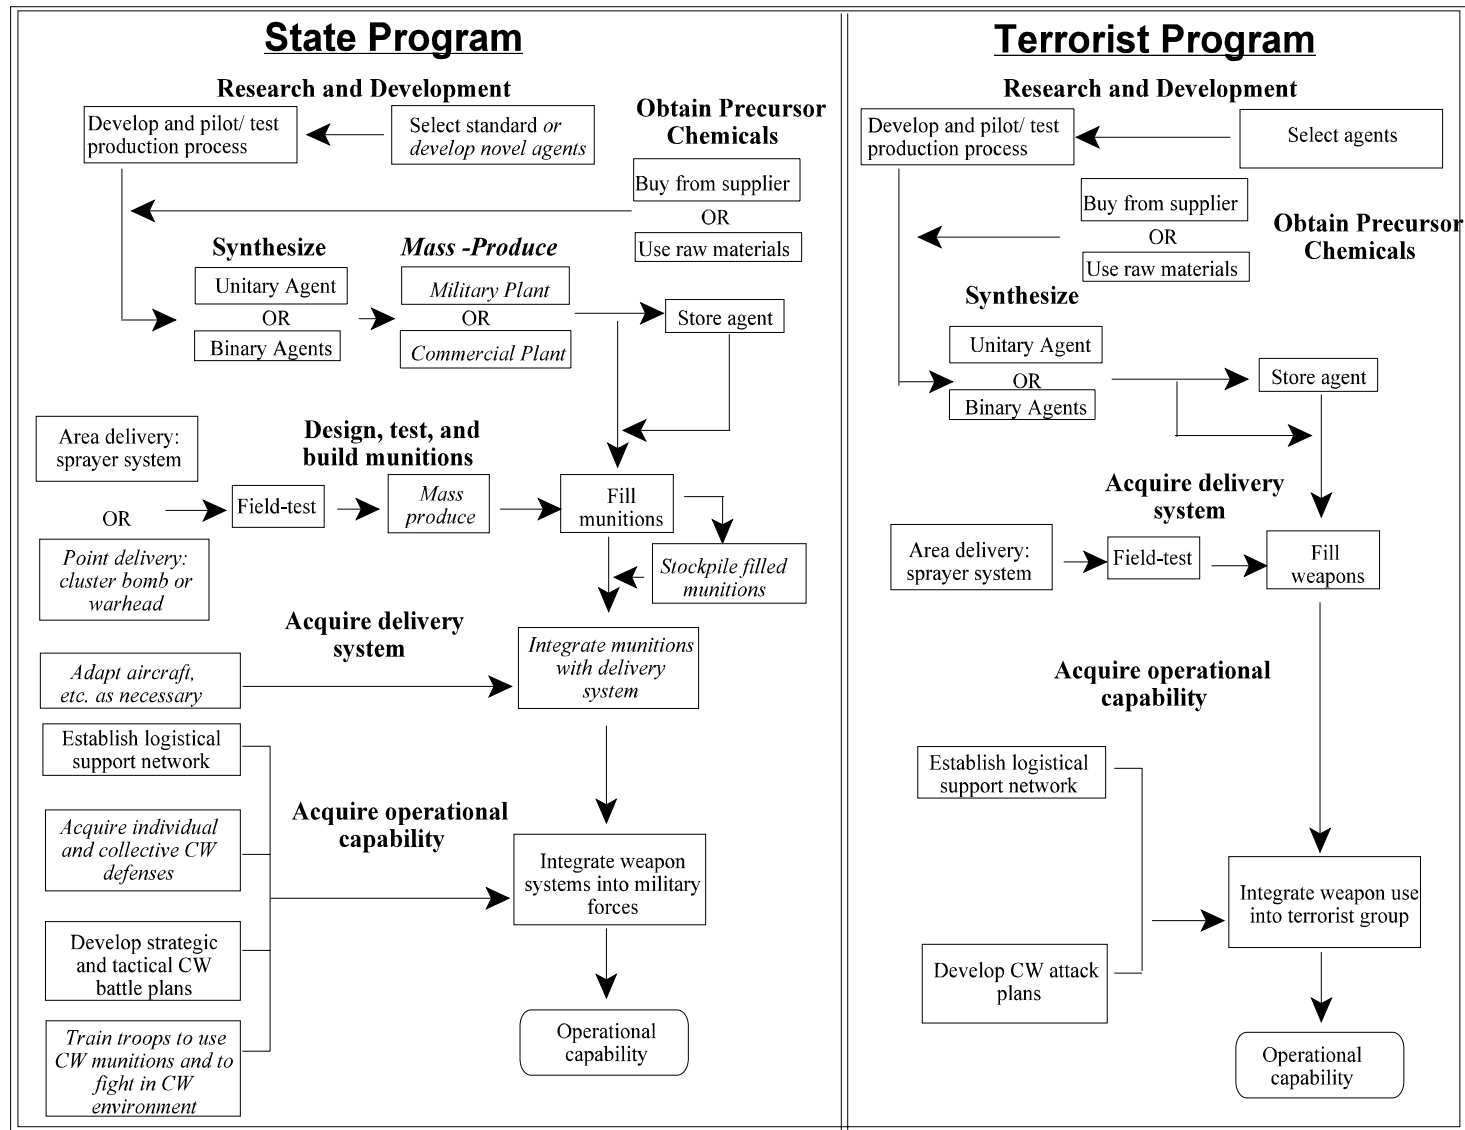 State Program
Research and Development
Develop and pilot/ test
production process
Select standard or
develop novel agents
Obtain Precursor
Chemicals
Buy from supplier
OR
Use raw materials
Synthesize
Unitary Agent
OR
Binary Agents
Mass -Produce
Military Plant
OR
Commercial Plant
Store agent
Area delivery:
sprayer system
OR
Point delivery:
cluster bomb or
warhead
Design, test, and
build munitions
Field-test
Mass
produce
Fill
munitions
Stockpile filled
munitions
Acquire delivery
system
Adapt aircraft,
etc. as necessary
Integrate munitions
with delivery
system
Establish logistical
support network
Acquire individual
and collective CW
defenses
Develop strategic
and tactical CW
battle plans
Train troops to use
CW munitions and to
fight in CW
environment
Acquire operational
capability
Integrate weapon
systems into military
forces
Operational
capability
Terrorist Program
Research and Development
Develop and pilot/ test
production process
Select agents
Buy from supplier
OR
Use raw materials
Obtain Precursor
Chemicals
Synthesize
Unitary Agent
OR
Binary Agents
Store agent
Acquire delivery
system
Area delivery:
sprayer system
Field-test
Fill
weapons
Acquire operational
capability
Establish logistical
support network
Develop CW attack
plans
Integrate weapon use
into terrorist group
Operational
capability